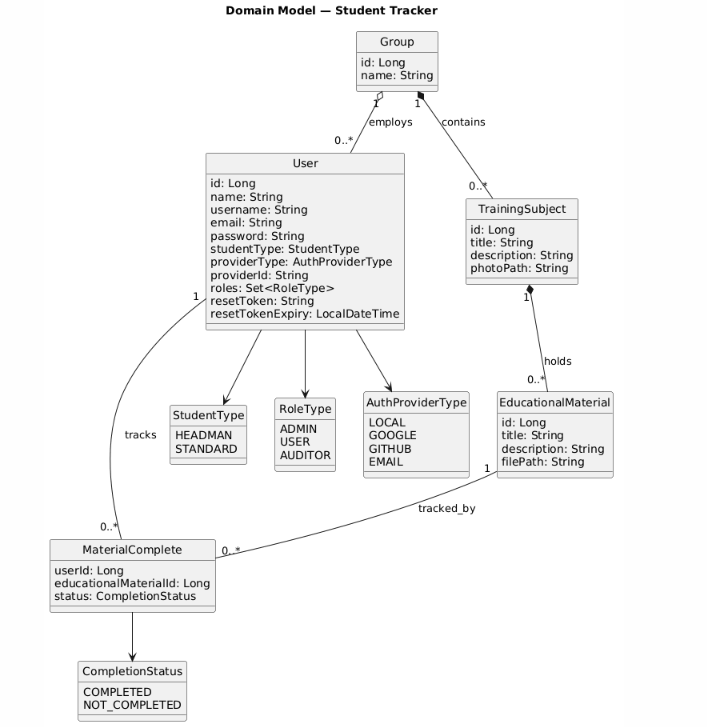 Domain Model — Student Tracker
Group
id: Long
name: String
1
1
employs
contains
0..*
0..*
User
id: Long
name: String
username: String
email: String
password: String
studentType: StudentType
providerType: AuthProviderType
providerId: String
roles: Set<RoleType>
resetToken: String
resetTokenExpiry: LocalDateTime
TrainingSubject
id: Long
title: String
description: String
photoPath: String
1
1
holds
0..*
StudentType
HEADMAN
STANDARD
RoleType
ADMIN
USER
AUDITOR
AuthProviderType
LOCAL
GOOGLE
GITHUB
EMAIL
EducationalMaterial
id: Long
title: String
description: String
filePath: String
tracks
1
tracked_by
0..*
0..*
MaterialComplete
userId: Long
educationalMaterialId: Long
status: CompletionStatus
CompletionStatus
COMPLETED
NOT_COMPLETED